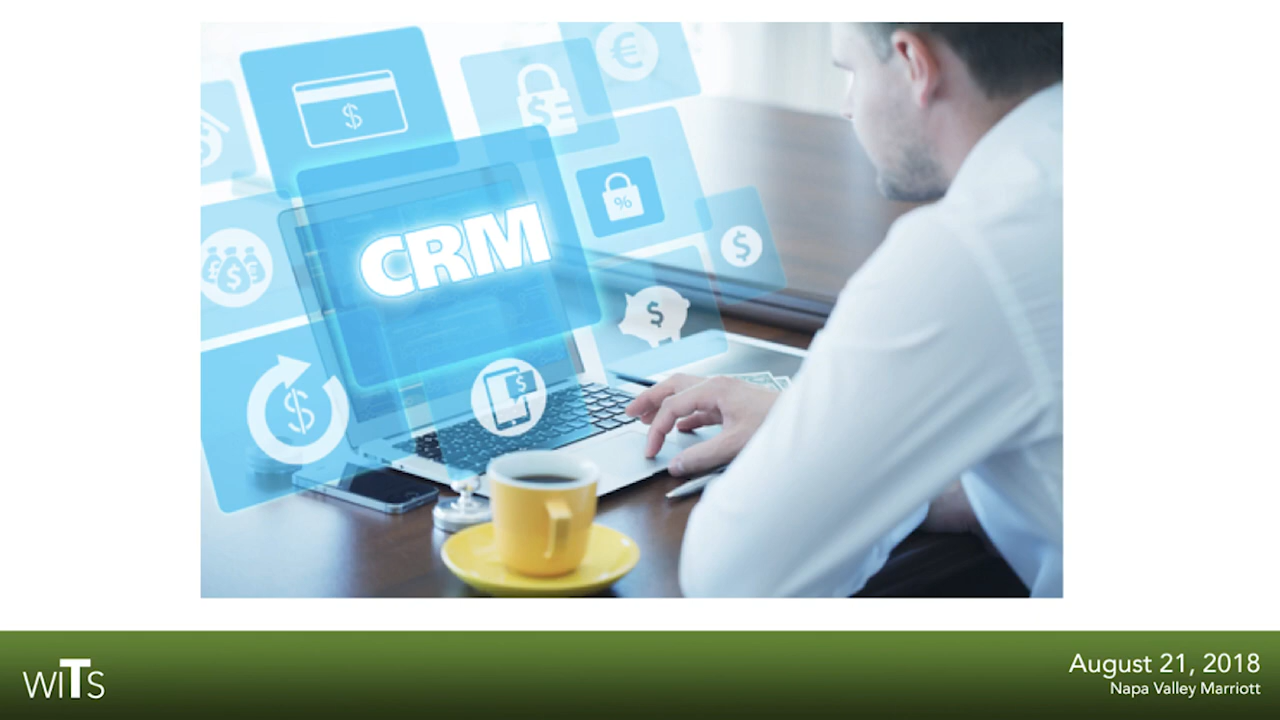 $
$
$
€
CRM
%
$
£ $ €
$
$
$
WITS
August 21, 2018
Napa Valley Marriott